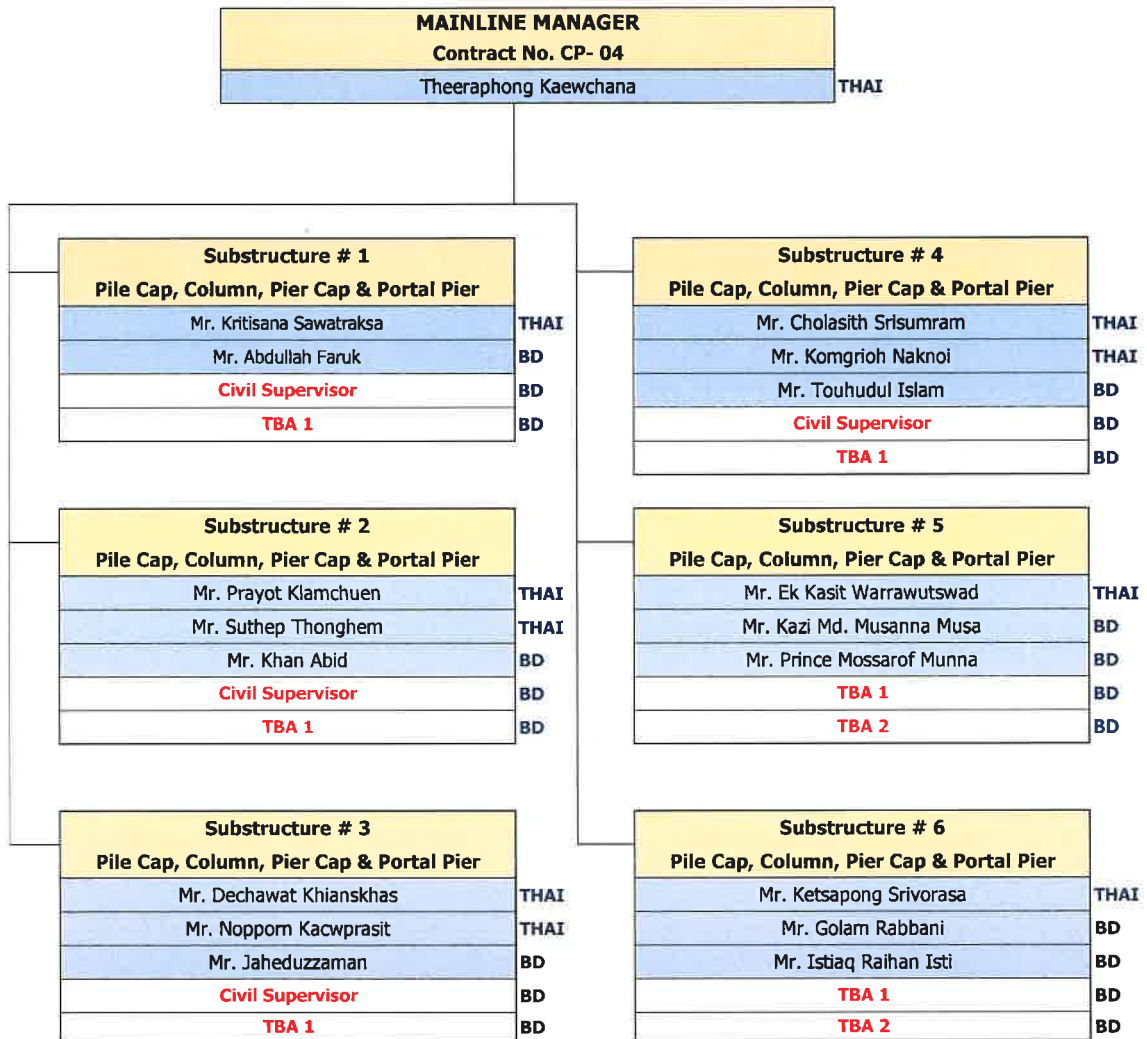 MAINLINE MANAGER
Contract No. CP- 04
Theeraphong Kaewchana THAI
Substructure # 1
Pile Cap, Column, Pier Cap & Portal Pier
Mr. Kritisana Sawatraksa THAI
Mr. Abdullah Faruk BD
Civil Supervisor BD
TBA 1 BD
Substructure # 2
Pile Cap, Column, Pier Cap & Portal Pier
Mr. Prayot Klamchuen THAI
Mr. Suthep Thonghem THAI
Mr. Khan Abid BD
Civil Supervisor BD
TBA 1 BD
Substructure # 3
Pile Cap, Column, Pier Cap & Portal Pier
Mr. Dechawat Khianskhas THAI
Mr. Nopporn Kacwprasit THAI
Mr. Jaheduzzaman BD
Civil Supervisor BD
TBA 1 BD
Substructure # 4
Pile Cap, Column, Pier Cap & Portal Pier
Mr. Cholasith Srisumram THAI
Mr. Komgrioh Naknoi THAI
Mr. Touhudul Islam BD
Civil Supervisor BD
TBA 1 BD
Substructure # 5
Pile Cap, Column, Pier Cap & Portal Pier
Mr. Ek Kasit Warrawutswad THAI
Mr. Kazi Md. Musanna Musa BD
Mr. Prince Mossarof Munna BD
TBA 1 BD
TBA 2 BD
Substructure # 6
Pile Cap, Column, Pier Cap & Portal Pier
Mr. Ketsapong Srivorasa THAI
Mr. Golam Rabbani BD
Mr. Istiaq Raihan Isti BD
TBA 1 BD
TBA 2 BD